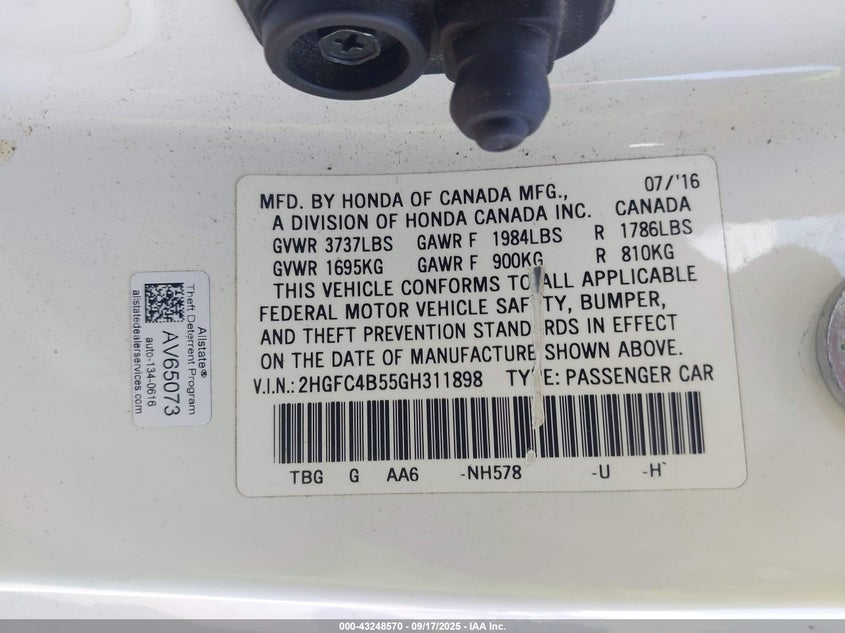 MFD. BY HONDA OF CANADA MFG., 07/'16
A DIVISION OF HONDA CANADA INC. CANADA
GVWR 3737LBS GAWR F 1984LBS R 1786LBS
GVWR 1695KG GAWR F 900KG R 810KG
THIS VEHICLE CONFORMS TO ALL APPLICABLE
FEDERAL MOTOR VEHICLE SAFETY, BUMPER,
AND THEFT PREVENTION STANDARDS IN EFFECT
ON THE DATE OF MANUFACTURE SHOWN ABOVE.
V.I.N.: 2HGFC4B55GH311898 TYPE: PASSENGER CAR
TBG G AA6 -NH578 -U -H
Allstate®
Theft Deterrent Program
AV65073
auto-134-0616
allstatedealerservices.com
000-43248570 - 09/17/2025 - IAA Inc.